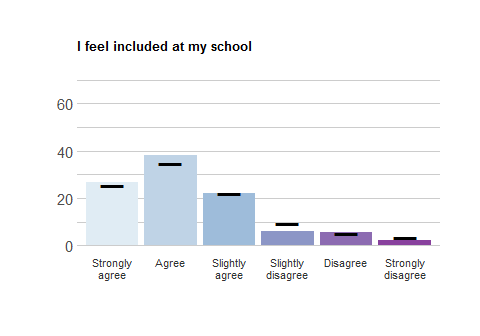 I feel included at my school
60
40
20
0
Strongly agree
Agree
Slightly agree
Slightly disagree
Disagree
Strongly disagree